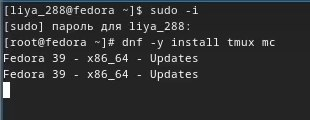 [liya_288@fedora ~]$ sudo -i
[sudo] пароль для liya_288:
[root@fedora ~]# dnf -y install tmux mc
Fedora 39 - x86_64 - Updates
Fedora 39 - x86_64 - Updates